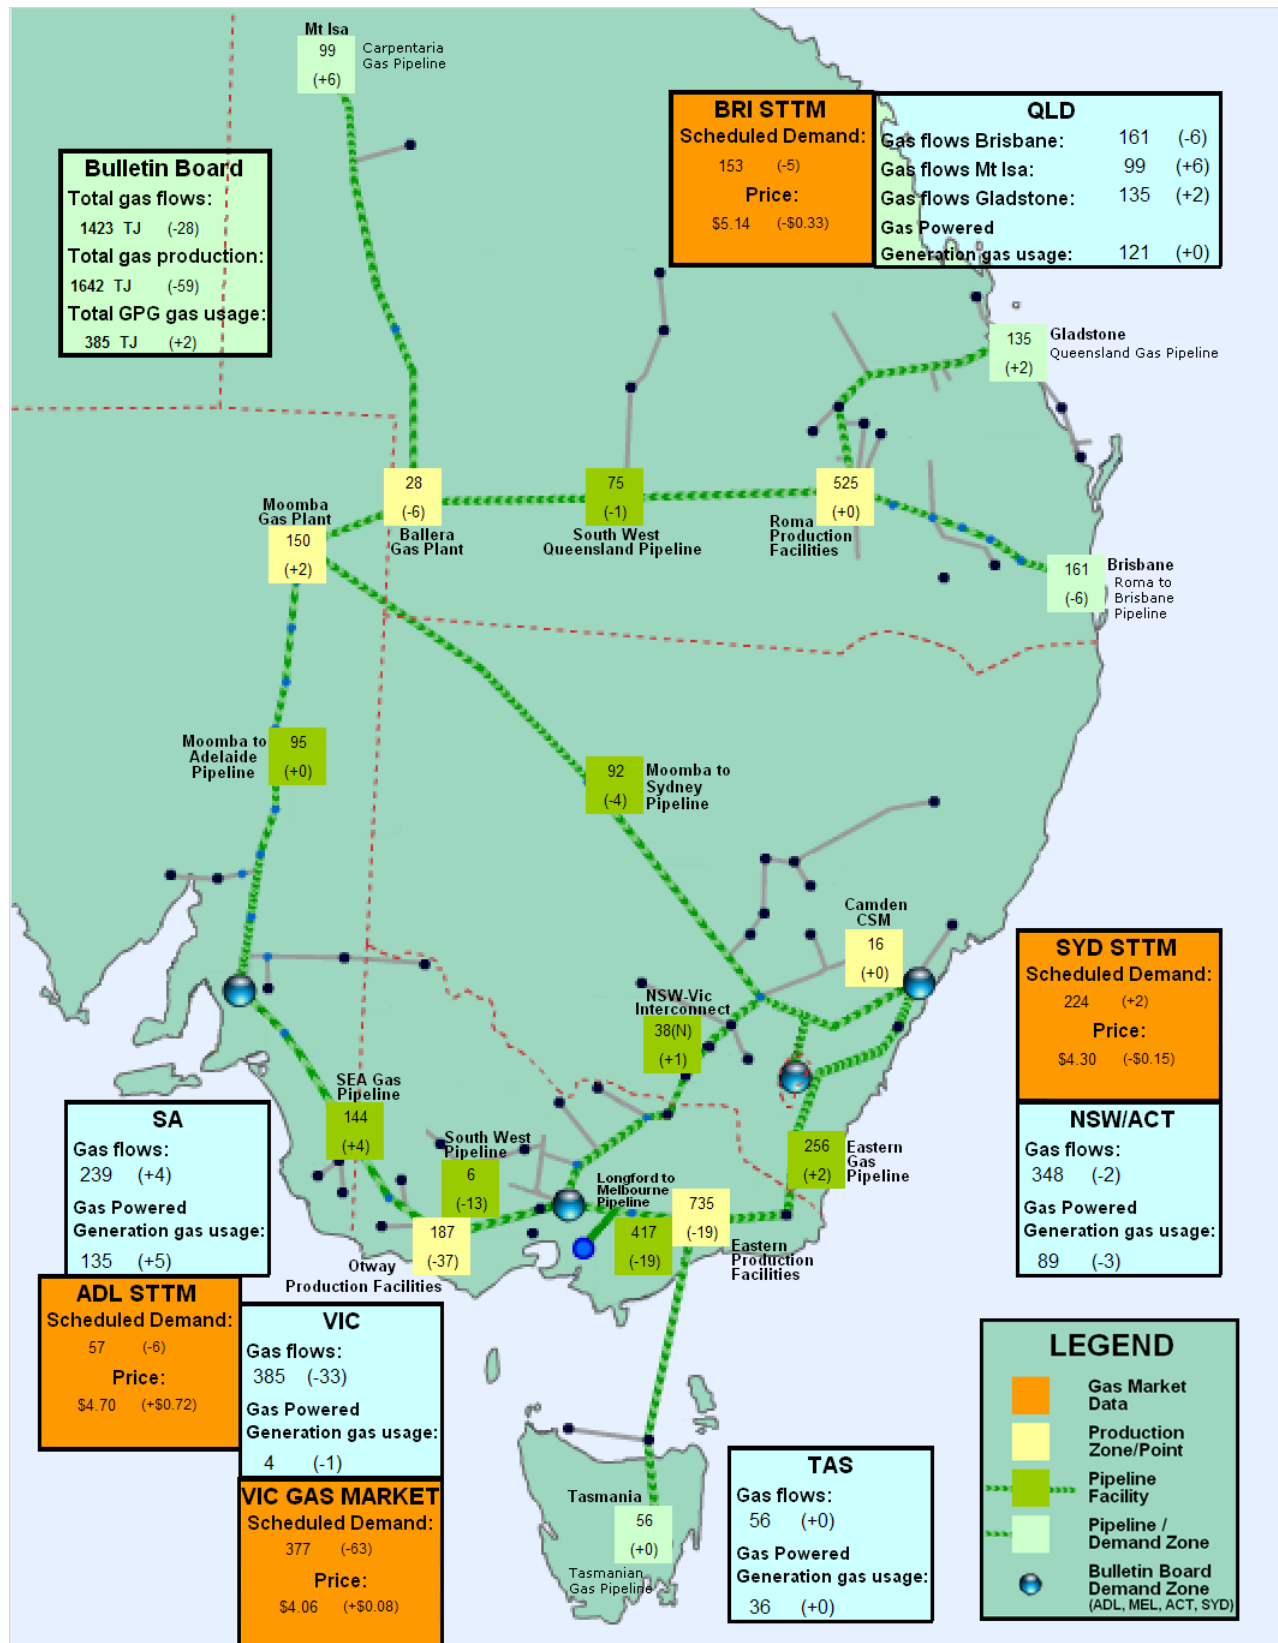 Mt Isa
99
(+6)
Carpentaria
Gas Pipeline
BRI STTM
Scheduled Demand:
153 (-5)
Price:
$5.14 (-$0.33)
QLD
Gas flows Brisbane: 161 (-6)
Gas flows Mt Isa: 99 (+6)
Gas flows Gladstone: 135 (+2)
Gas Powered
Generation gas usage: 121 (+0)
Bulletin Board
Total gas flows:
1423 TJ (-28)
Total gas production:
1642 TJ (-59)
Total GPG gas usage:
385 TJ (+2)
135
(+2)
Gladstone
Queensland Gas Pipeline
Moomba
Gas Plant
150
(+2)
28
(-6)
Ballera
Gas Plant
75
(-1)
South West
Queensland Pipeline
525
(+0)
Roma
Production
Facilities
161
(-6)
Brisbane
Roma to
Brisbane
Pipeline
Moomba to
Adelaide
Pipeline
95
(+0)
92
(-4)
Moomba to
Sydney
Pipeline
Camden
CSM
16
(+0)
NSW-Vic
Interconnect
38(N)
(+1)
SYD STTM
Scheduled Demand:
224 (+2)
Price:
$4.30 (-$0.15)
NSW/ACT
Gas flows:
348 (-2)
Gas Powered
Generation gas usage:
89 (-3)
SEA Gas
Pipeline
144
(+4)
South West
Pipeline
6
(-13)
Longford to
Melbourne
Pipeline
417
(-19)
735
(-19)
Eastern
Production
Facilities
256
(+2)
Eastern
Gas
Pipeline
187
(-37)
Otway
Production Facilities
SA
Gas flows:
239 (+4)
Gas Powered
Generation gas usage:
135 (+5)
ADL STTM
Scheduled Demand:
57 (-6)
Price:
$4.70 (+$0.72)
VIC
Gas flows:
385 (-33)
Gas Powered
Generation gas usage:
4 (-1)
VIC GAS MARKET
Scheduled Demand:
377 (-63)
Price:
$4.06 (+$0.08)
Tasmania
56
(+0)
Tasmanian
Gas Pipeline
TAS
Gas flows:
56 (+0)
Gas Powered
Generation gas usage:
36 (+0)
LEGEND
Gas Market
Data
Production
Zone/Point
Pipeline
Facility
Pipeline /
Demand Zone
Bulletin Board
Demand Zone
(ADL, MEL, ACT, SYD)